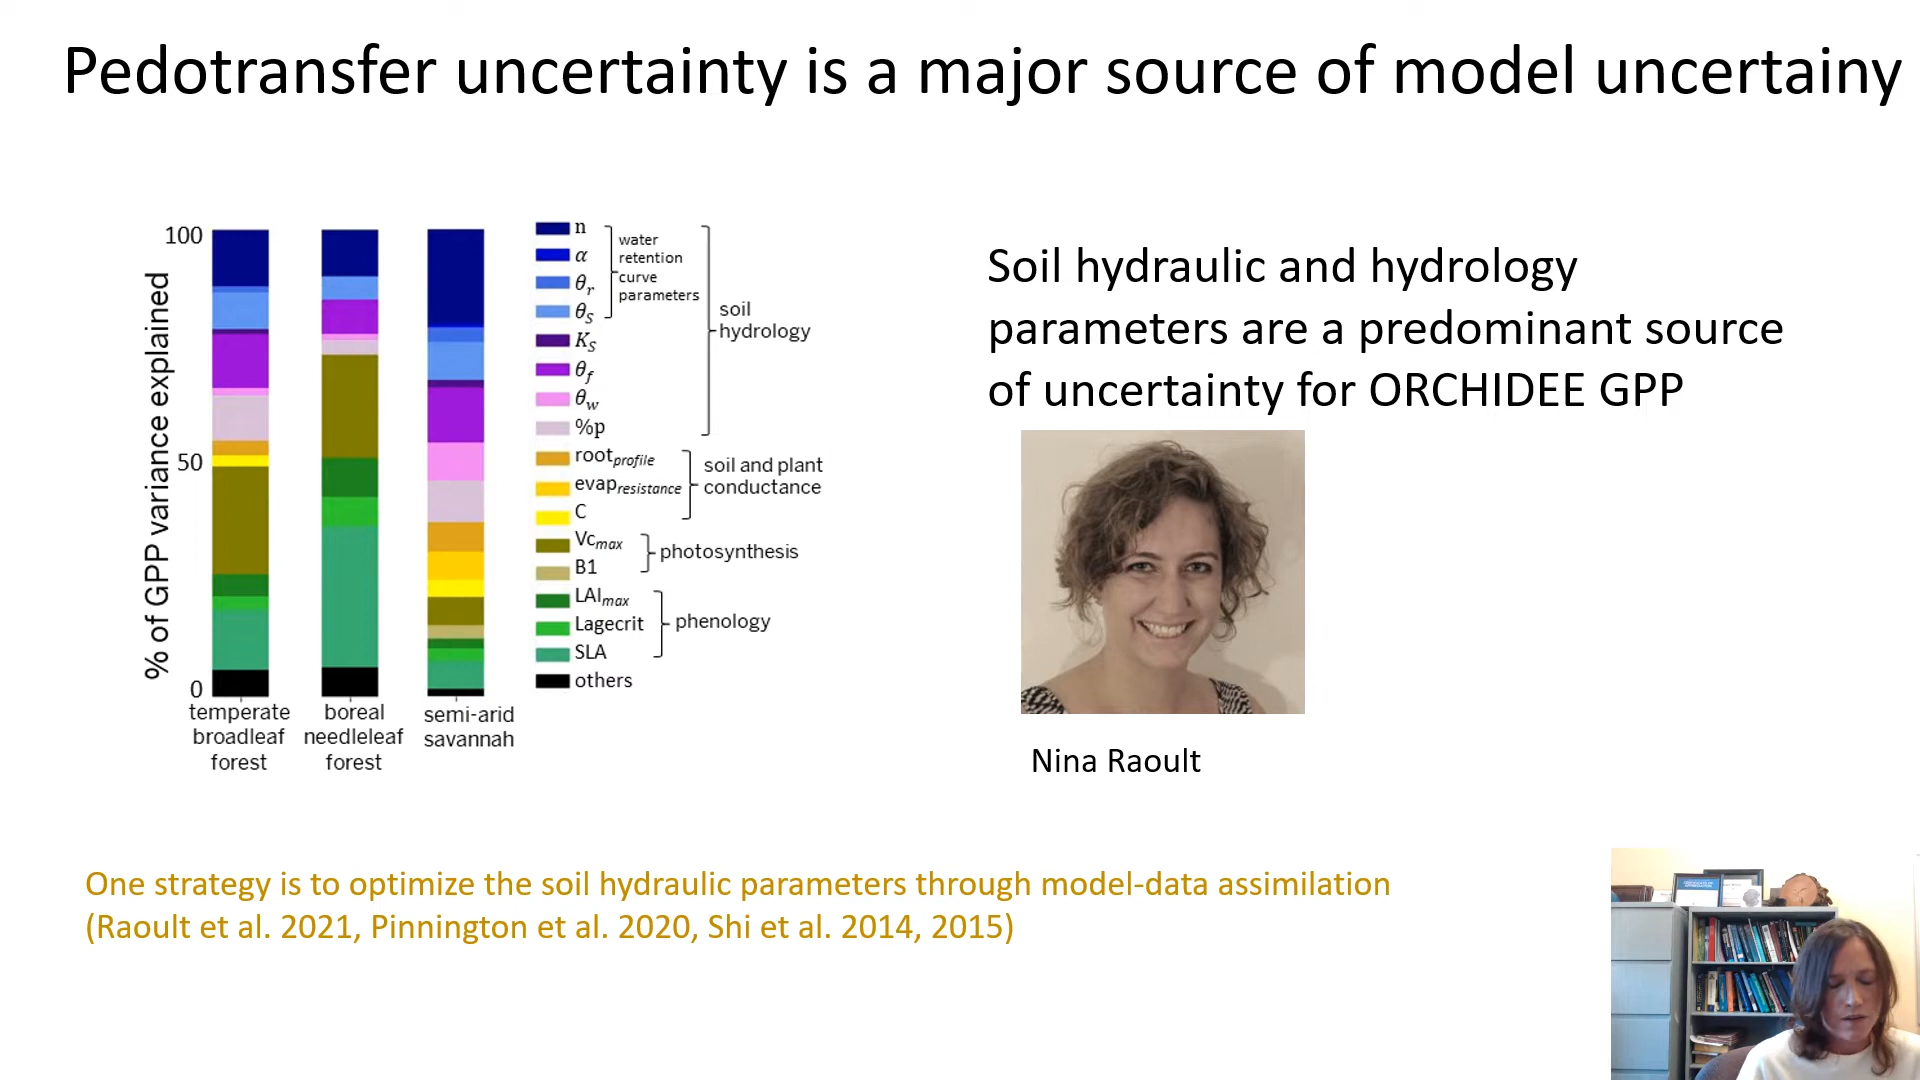 Pedotransfer uncertainty is a major source of model uncertainy
% of GPP variance explained
100
50
0
temperate
broadleaf
forest
boreal
needleleaf
forest
semi-arid
savannah
n
α
θr
θS
KS
θf
θw
%p
rootprofile
evapresistance
C
Vcmax
B1
LAImax
Lagecrit
SLA
others
water
retention
curve
parameters
soil
hydrology
soil and plant
conductance
photosynthesis
phenology
Soil hydraulic and hydrology
parameters are a predominant source
of uncertainty for ORCHIDEE GPP
Nina Raoult
One strategy is to optimize the soil hydraulic parameters through model-data assimilation
(Raoult et al. 2021, Pinnington et al. 2020, Shi et al. 2014, 2015)